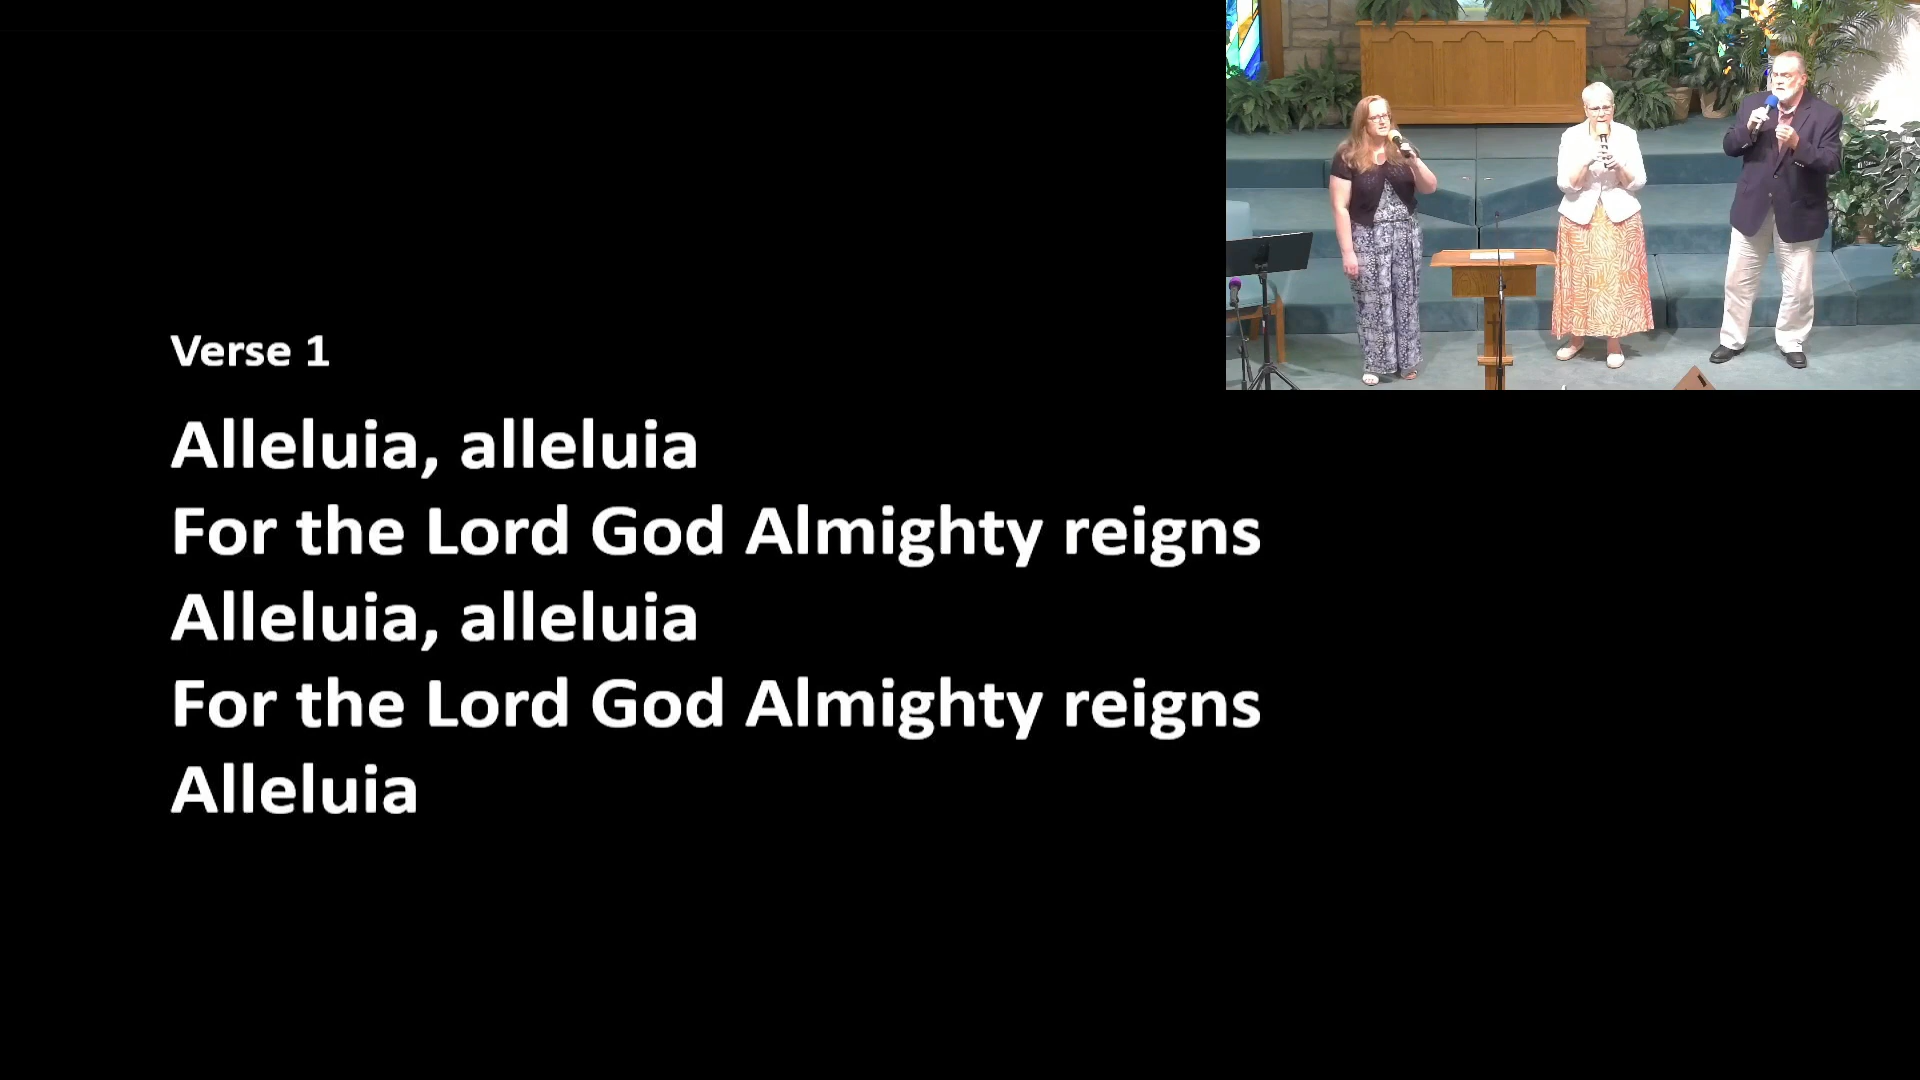 Verse 1
Alleluia, alleluia
For the Lord God Almighty reigns
Alleluia, alleluia
For the Lord God Almighty reigns
Alleluia